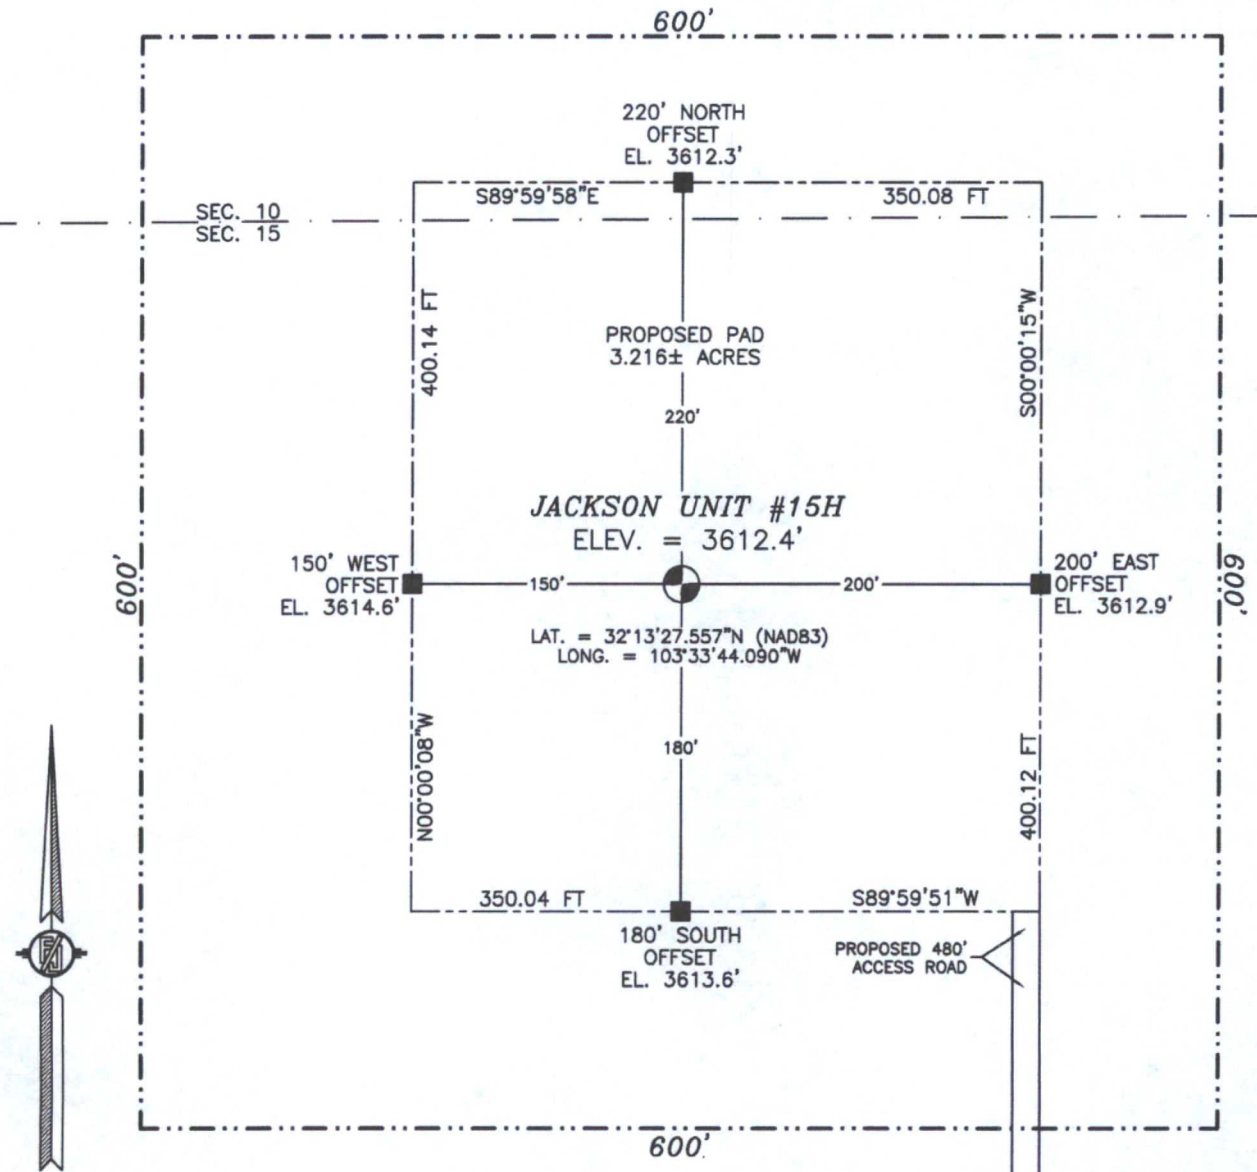 600'
220' NORTH
OFFSET
EL. 3612.3'
S89°59'58"E
350.08 FT
SEC. 10
SEC. 15
400.14 FT
S00°00'15"W
PROPOSED PAD
3.216± ACRES
220'
JACKSON UNIT #15H
ELEV. = 3612.4'
600'
150' WEST
OFFSET
EL. 3614.6'
150'
200'
200' EAST
OFFSET
EL. 3612.9'
600'
LAT. = 32°13'27.557"N (NAD83)
LONG. = 103°33'44.090"W
N00°00'08"W
180'
400.12 FT
350.04 FT
S89°59'51"W
180' SOUTH
OFFSET
EL. 3613.6'
PROPOSED 480'
ACCESS ROAD
600'